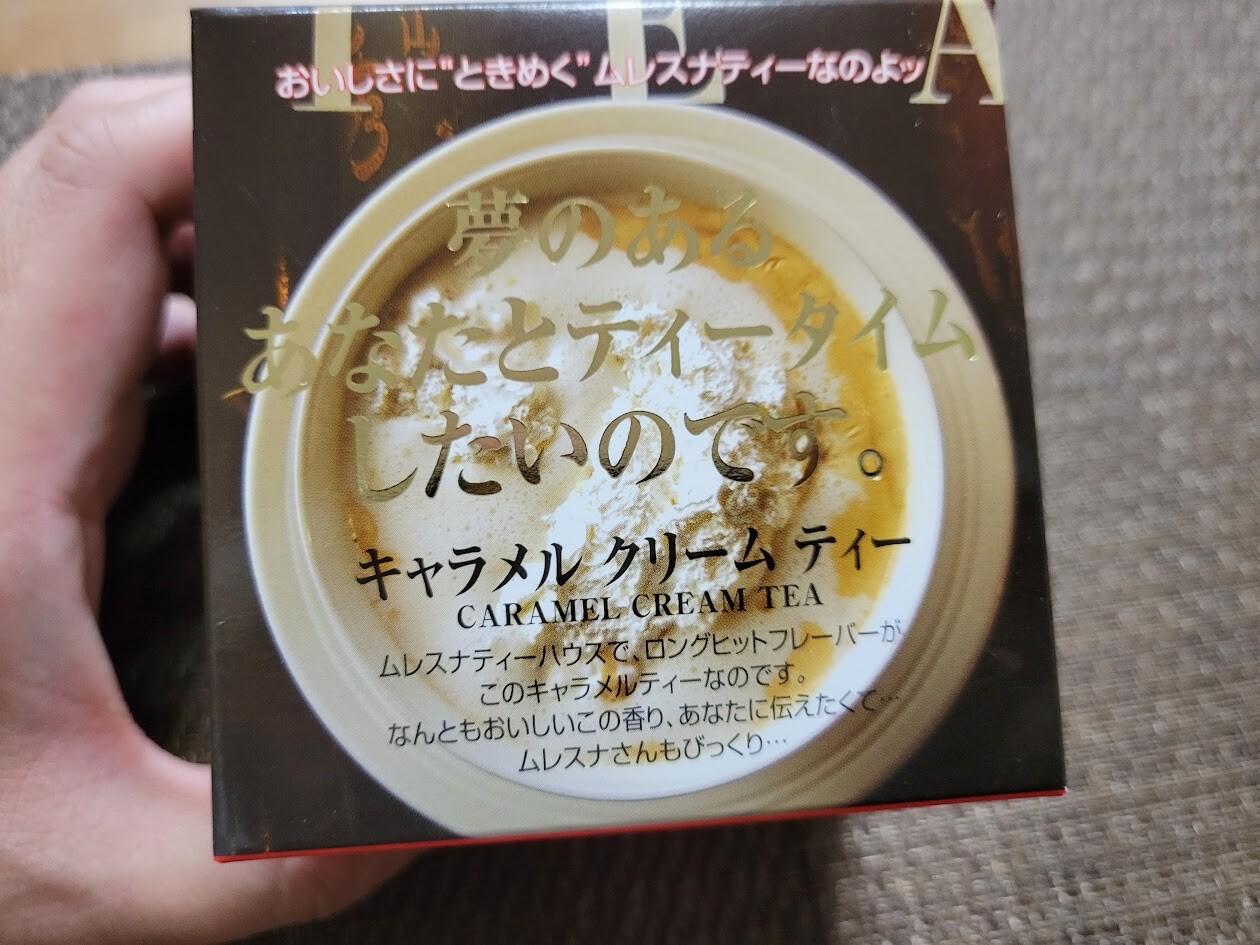 TEA
おいしさに"ときめく"ムレスナティーなのよッ
夢のある
あなたとティータイム
したいのです。
キャラメル クリーム ティー
CARAMEL CREAM TEA
ムレスナティーハウスで、ロングヒットフレーバーが
このキャラメルティーなのです。
なんともおいしいこの香り、あなたに伝えたくて…
ムレスナさんもびっくり…